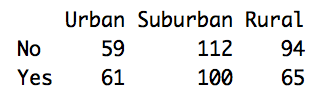 Urban Suburban Rural
No 59 112 94
Yes 61 100 65